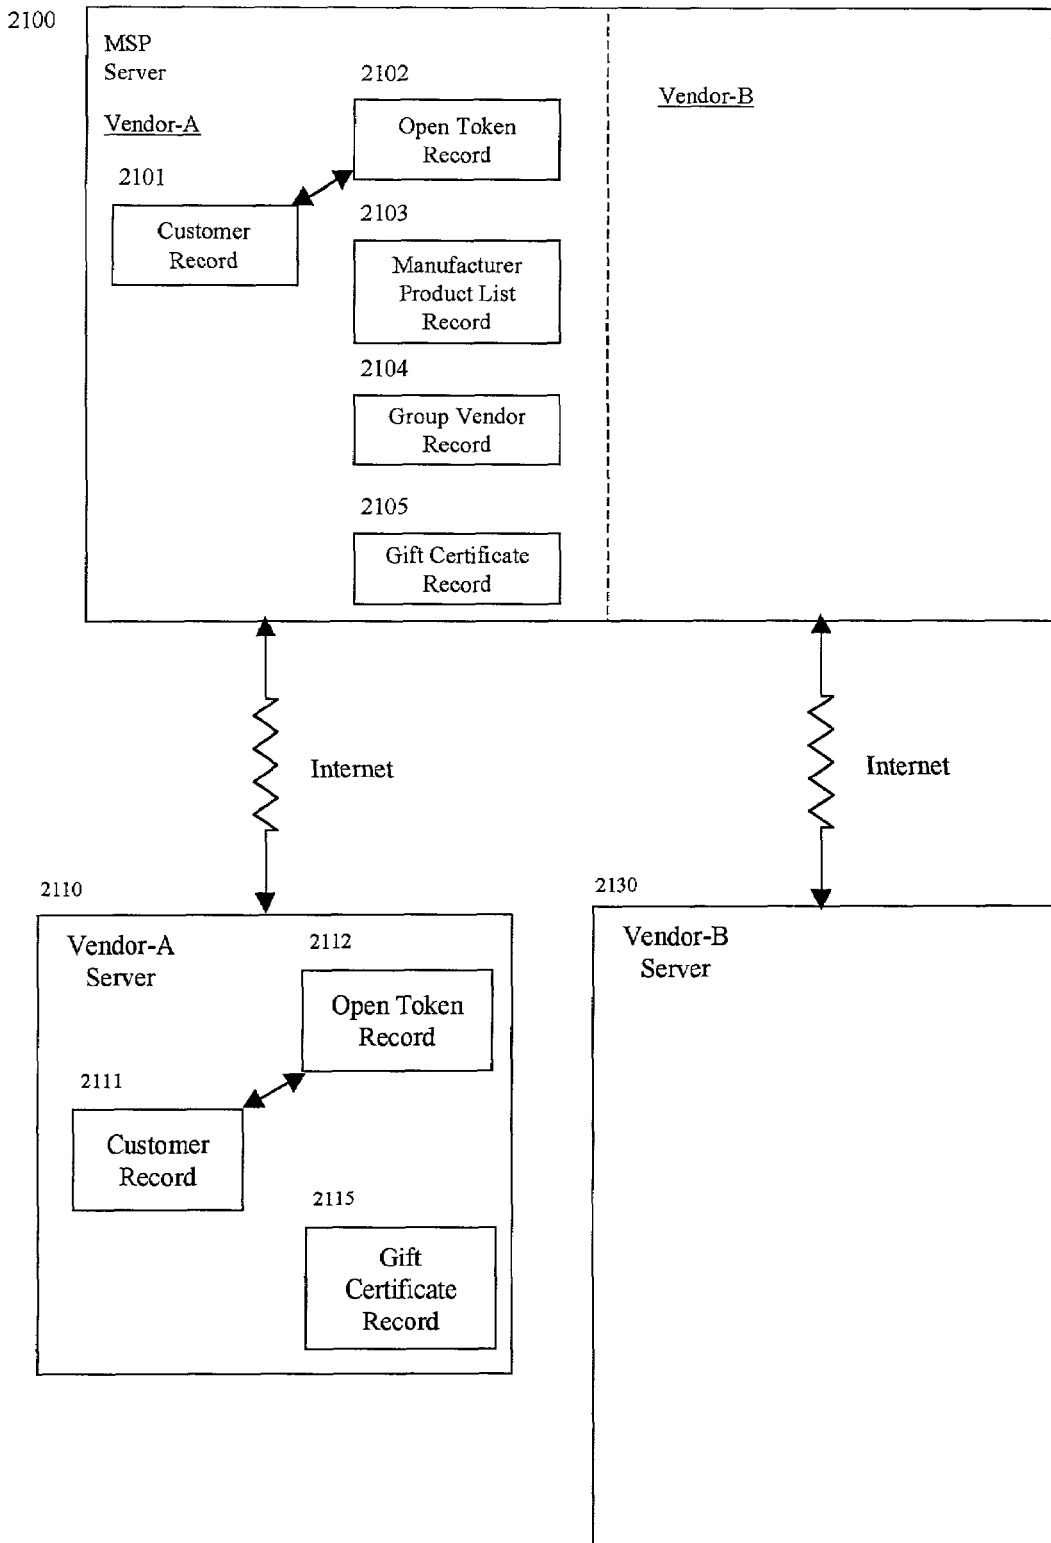 2100
MSP
Server
Vendor-A
2101
Customer
Record
2102
Open Token
Record
2103
Manufacturer
Product List
Record
2104
Group Vendor
Record
2105
Gift Certificate
Record
Vendor-B
Internet
Internet
2110
Vendor-A
Server
2112
Open Token
Record
2111
Customer
Record
2115
Gift
Certificate
Record
2130
Vendor-B
Server